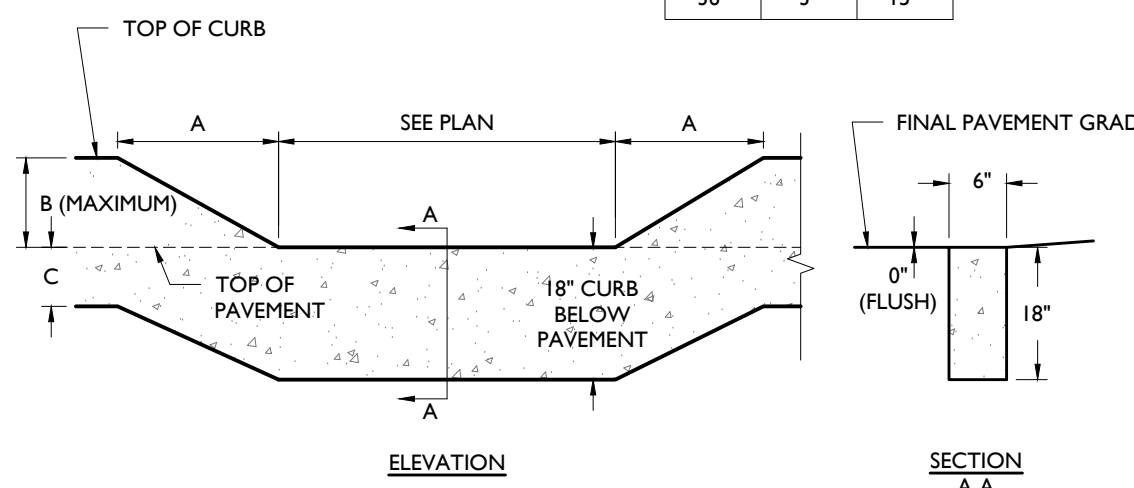 TOP OF CURB
A
SEE PLAN
A
FINAL PAVEMENT GRAD
6"
B (MAXIMUM)
A
C
TOP OF
PAVEMENT
18" CURB
BELOW
PAVEMENT
0"
(FLUSH)
18"
A
ELEVATION
SECTION